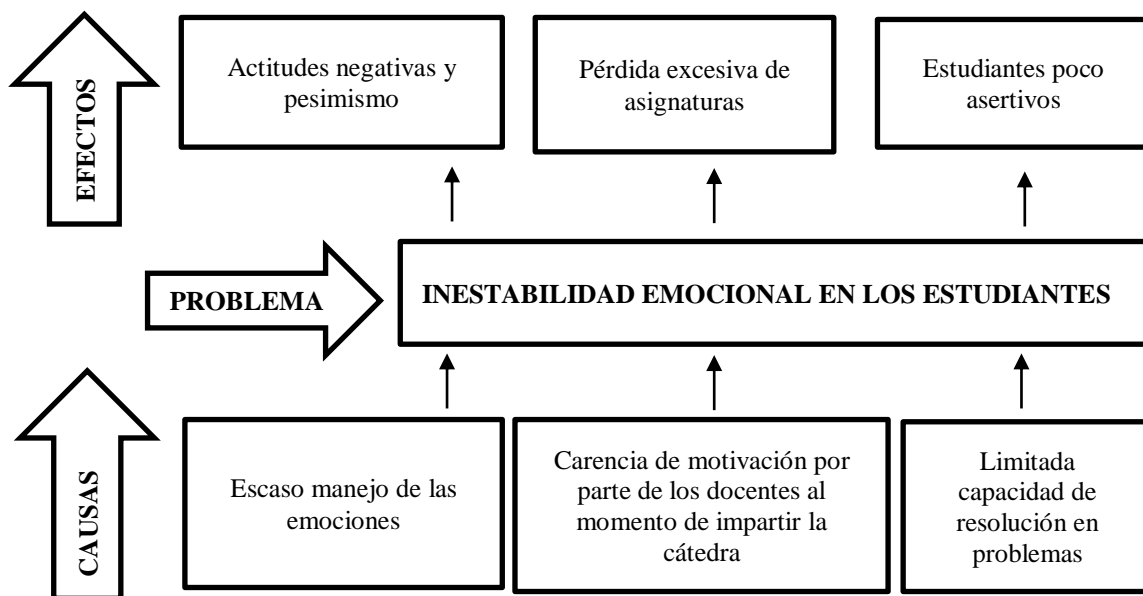 EFECTOS
Actitudes negativas y
pesimismo
Pérdida excesiva de
asignaturas
Estudiantes poco
asertivos
PROBLEMA
INESTABILIDAD EMOCIONAL EN LOS ESTUDIANTES
CAUSAS
Escaso manejo de las
emociones
Carencia de motivación por
parte de los docentes al
momento de impartir la
cátedra
Limitada
capacidad de
resolución en
problemas